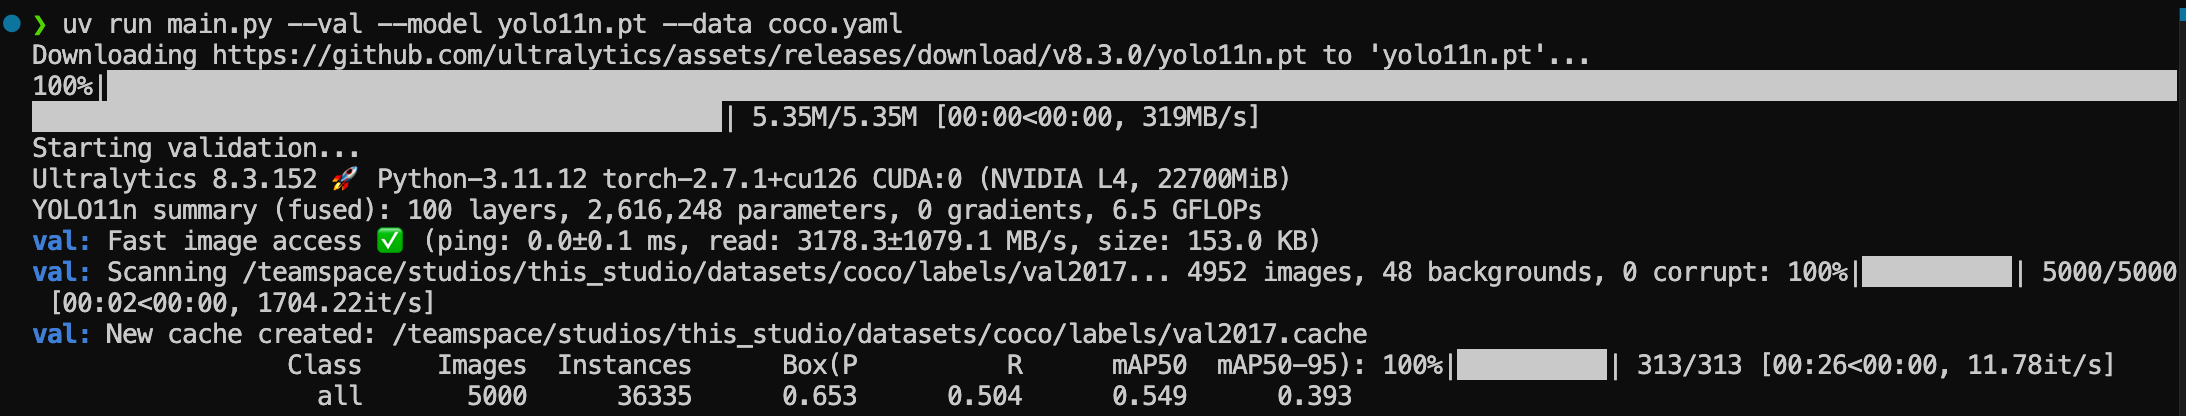 ❯ uv run main.py --val --model yolo11n.pt --data coco.yaml
Downloading https://github.com/ultralytics/assets/releases/download/v8.3.0/yolo11n.pt to 'yolo11n.pt'...
100%|
| 5.35M/5.35M [00:00<00:00, 319MB/s]
Starting validation...
Ultralytics 8.3.152 🚀 Python-3.11.12 torch-2.7.1+cu126 CUDA:0 (NVIDIA L4, 22700MiB)
YOLO11n summary (fused): 100 layers, 2,616,248 parameters, 0 gradients, 6.5 GFLOPs
val: Fast image access ✅ (ping: 0.0±0.1 ms, read: 3178.3±1079.1 MB/s, size: 153.0 KB)
val: Scanning /teamspace/studios/this_studio/datasets/coco/labels/val2017... 4952 images, 48 backgrounds, 0 corrupt: 100%|██████████| 5000/5000
[00:02<00:00, 1704.22it/s]
val: New cache created: /teamspace/studios/this_studio/datasets/coco/labels/val2017.cache
Class Images Instances Box(P R mAP50 mAP50-95): 100%|██████████| 313/313 [00:26<00:00, 11.78it/s]
all 5000 36335 0.653 0.504 0.549 0.393